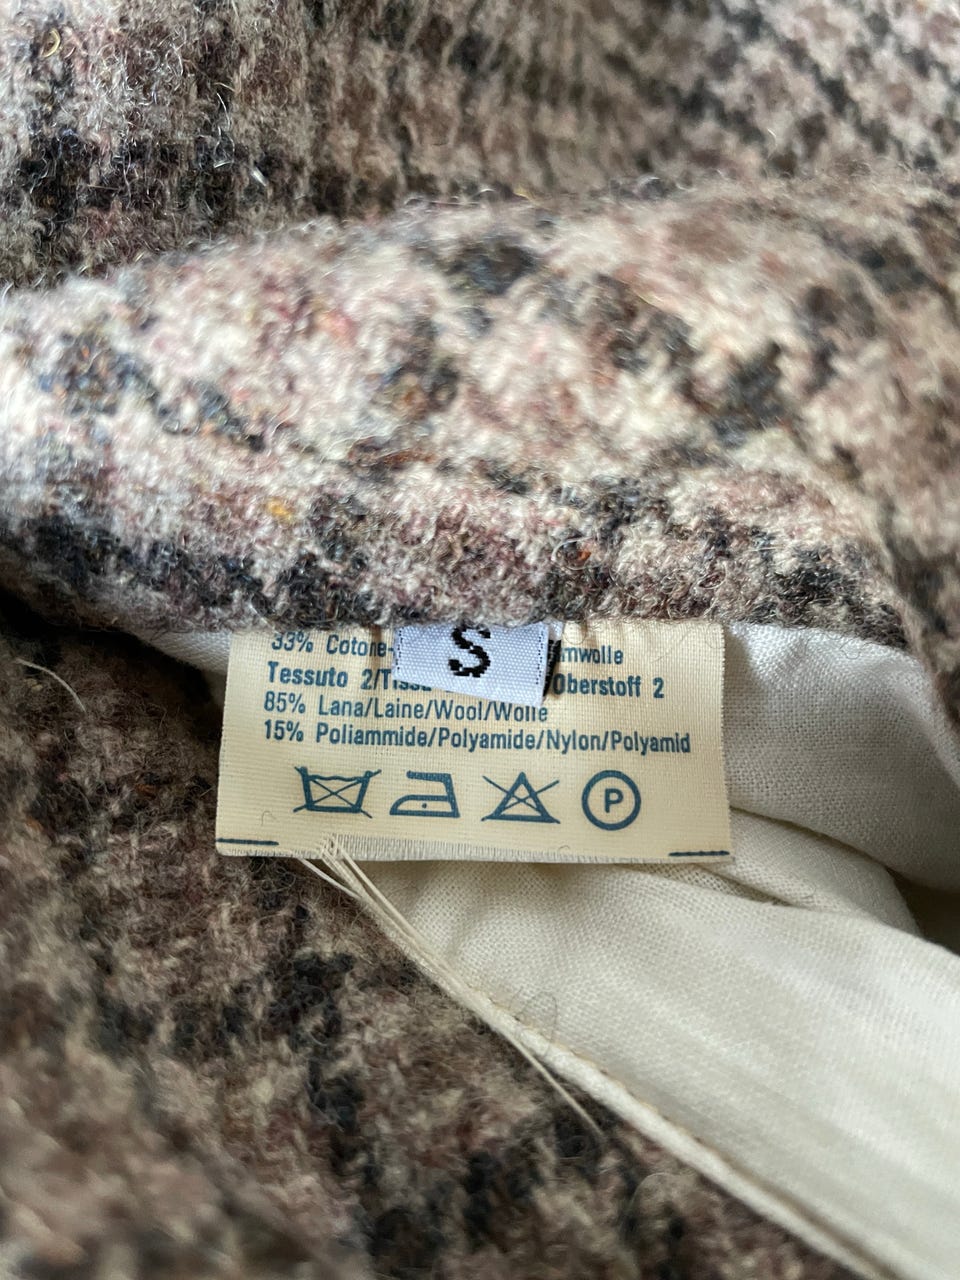 S
33% Cotone-
Tessuto 2/Tissu Oberstoff 2
85% Lana/Laine/Wool/Wolle
15% Poliammide/Polyamide/Nylon/Polyamid
P